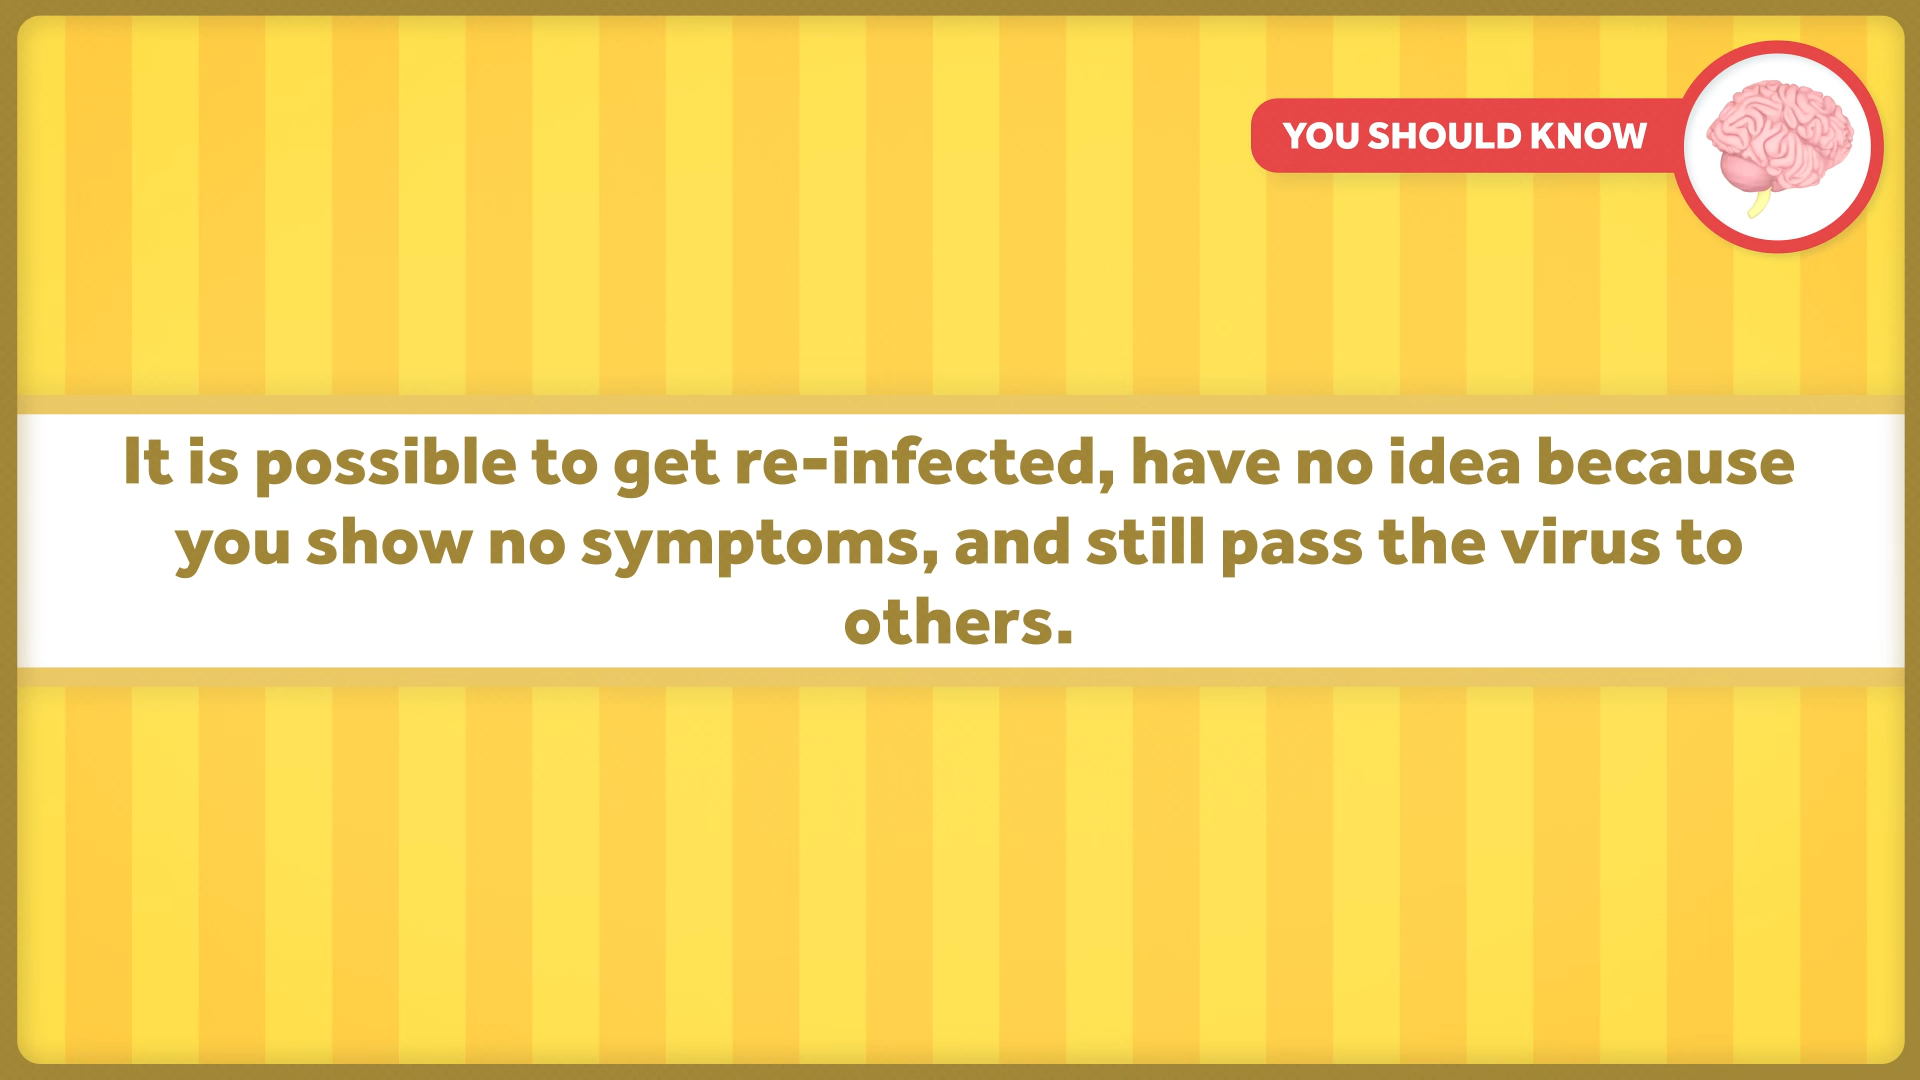 YOU SHOULD KNOW
It is possible to get re-infected, have no idea because
you show no symptoms, and still pass the virus to
others.